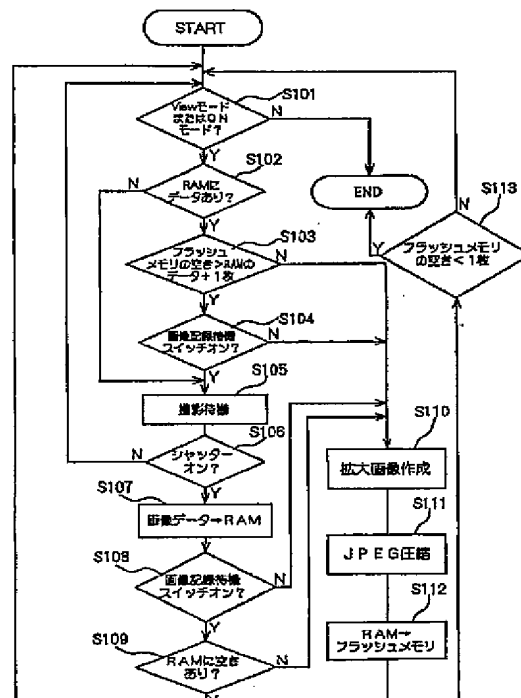 START
S101
Viewモード
またはON
モード?
N
Y
S102
N
RAMに
データあり?
END
S113
N
Y
S103
フラッシュ
メモリの空き>RAMの
データ+1枚
N
Y
フラッシュメモリ
の空き<1枚
Y
S104
画像記録待機
スイッチオン?
N
Y
S105
撮影待機
S106
N
シャッター
オン?
Y
S110
拡大画像作成
S107
画像データ→RAM
S111
JPEG圧縮
S108
画像記録待機
スイッチオン?
N
Y
S112
RAM→
フラッシュメモリ
S109
RAMに空き
あり?
N